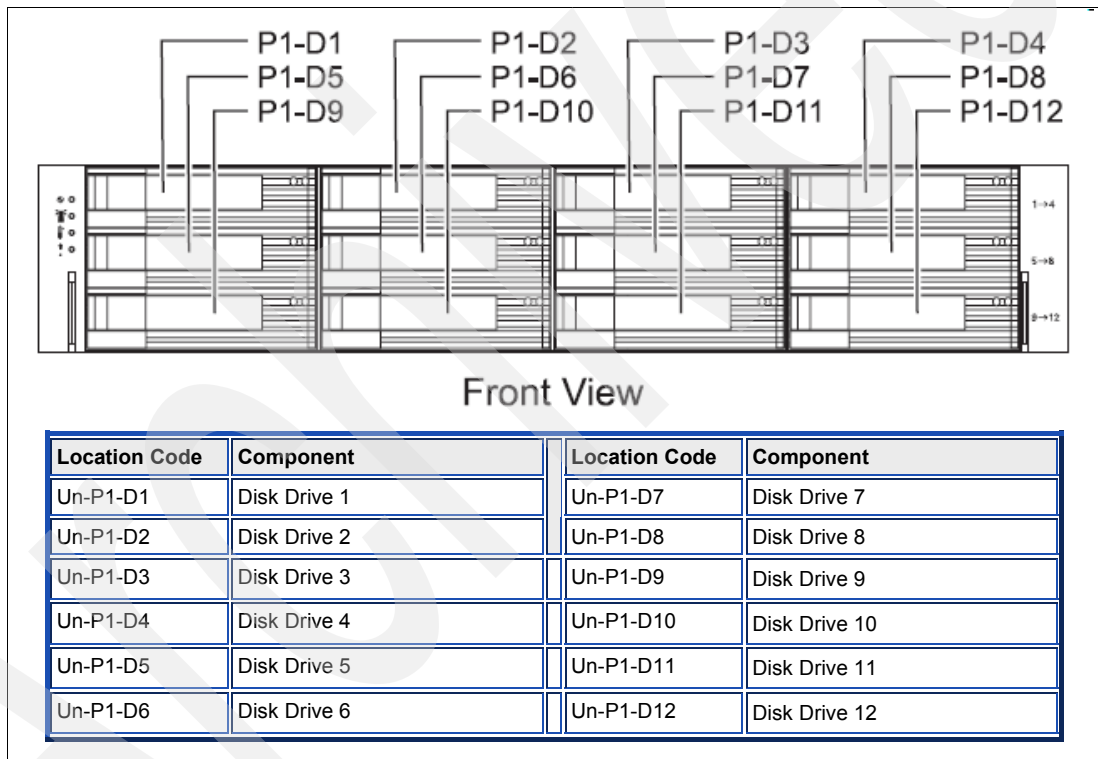 P1-D1 P1-D2 P1-D3 P1-D4
P1-D5 P1-D6 P1-D7 P1-D8
P1-D9 P1-D10 P1-D11 P1-D12
1→4
5→8
9→12
Front View
Location Code Component Location Code Component
Un-P1-D1 Disk Drive 1 Un-P1-D7 Disk Drive 7
Un-P1-D2 Disk Drive 2 Un-P1-D8 Disk Drive 8
Un-P1-D3 Disk Drive 3 Un-P1-D9 Disk Drive 9
Un-P1-D4 Disk Drive 4 Un-P1-D10 Disk Drive 10
Un-P1-D5 Disk Drive 5 Un-P1-D11 Disk Drive 11
Un-P1-D6 Disk Drive 6 Un-P1-D12 Disk Drive 12